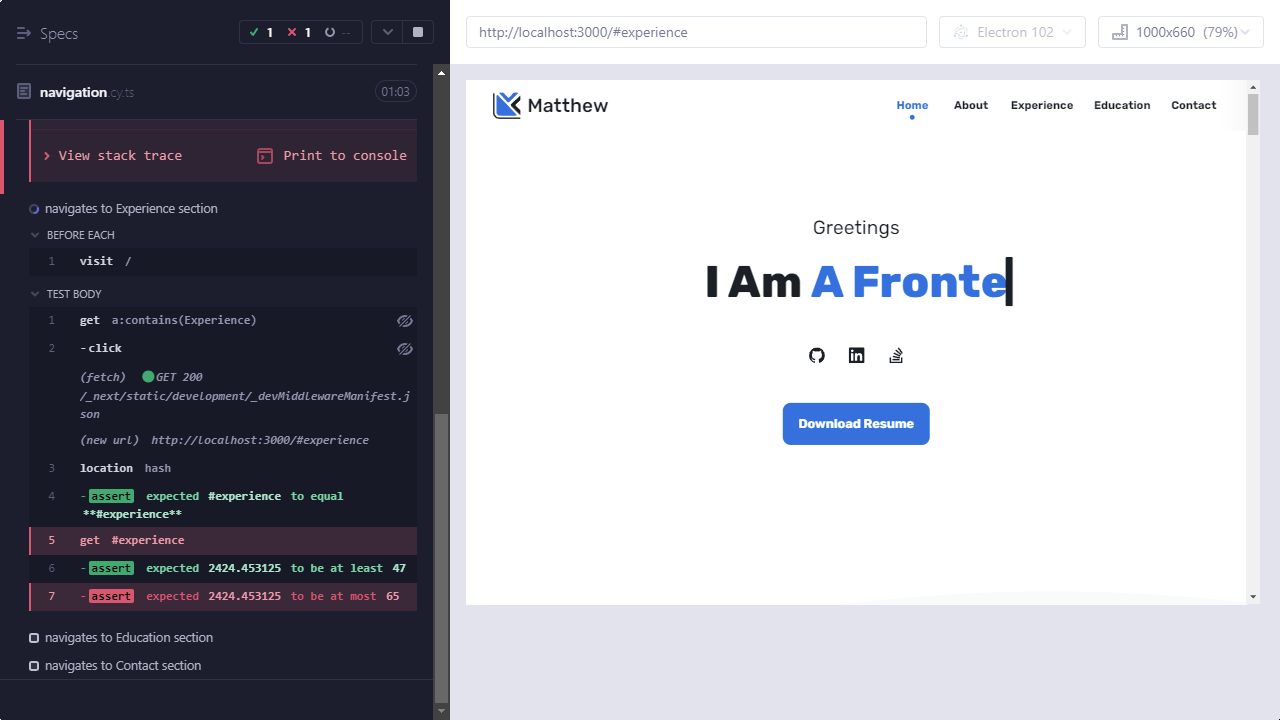 Specs
1 1 --
navigation.cy.ts
01:03
View stack trace
Print to console
navigates to Experience section
BEFORE EACH
1 visit /
TEST BODY
1 get a:contains(Experience)
2 -click
(fetch) GET 200
/_next/static/development/_devMiddlewareManifest.j
son
(new url) http://localhost:3000/#experience
3 location hash
4 -assert expected #experience to equal
**#experience**
5 get #experience
6 -assert expected 2424.453125 to be at least 47
7 -assert expected 2424.453125 to be at most 65
navigates to Education section
navigates to Contact section
http://localhost:3000/#experience
Electron 102
1000x660 (79%)
Matthew
Home About Experience Education Contact
Greetings
I Am A Fronte
Download Resume